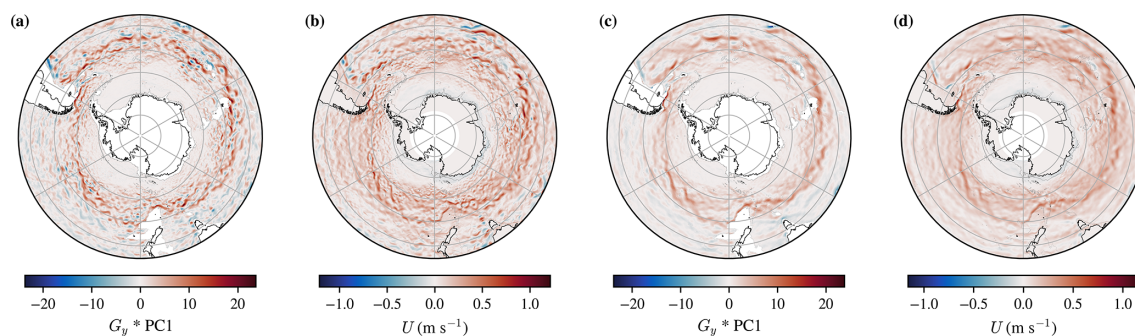 (a) (b) (c) (d)
−20 −10 0 10 20 −1.0 −0.5 0.0 0.5 1.0 −20 −10 0 10 20 −1.0 −0.5 0.0 0.5 1.0
G_y * PC1 U (m s⁻¹) G_y * PC1 U (m s⁻¹)